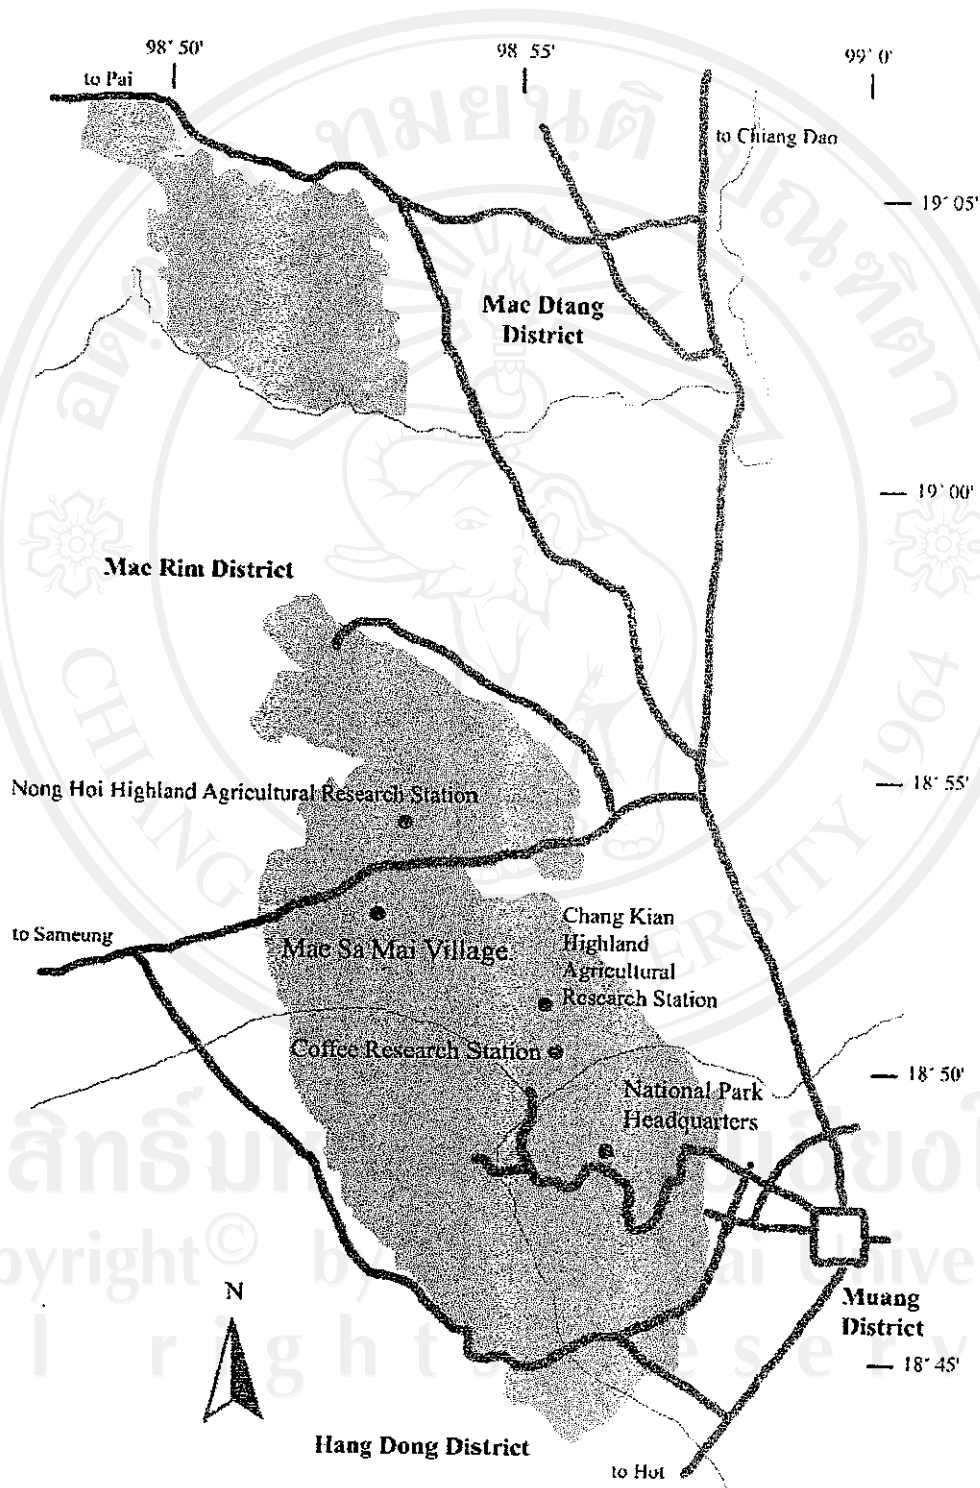 98° 50'
98° 55'
99° 0'
to Pai
to Chiang Dao
19° 05'
Mae Dtang
District
19° 00'
Mae Rim District
18° 55'
Nong Hoi Highland Agricultural Research Station
to Sameung
Mae Sa Mai Village
Chang Kian
Highland
Agricultural
Research Station
Coffee Research Station
18° 50'
National Park
Headquarters
N
Muang
District
18° 45'
Hang Dong District
to Hot
CHIANG
UNIVERSITY 1964